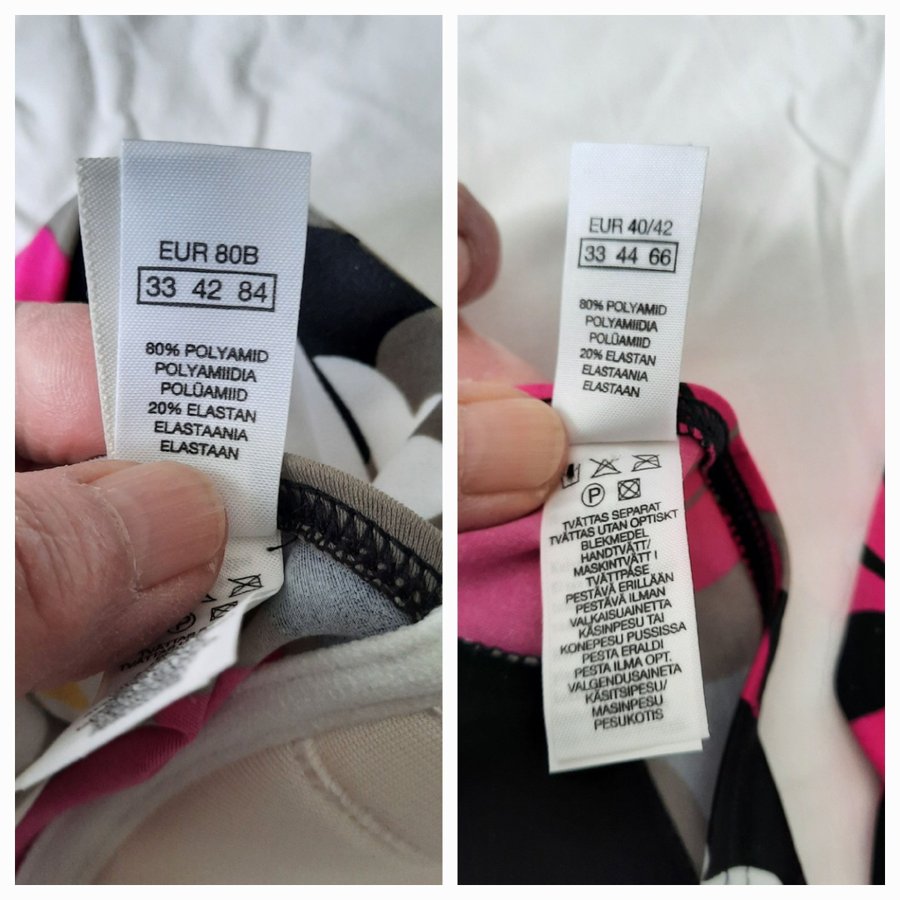 EUR 80B
33 42 84
80% POLYAMID
POLYAMIIDIA
POLÜAMIID
20% ELASTAN
ELASTAANIA
ELASTAAN
EUR 40/42
33 44 66
80% POLYAMID
POLYAMIIDIA
POLÜAMIID
20% ELASTAN
ELASTAANIA
ELASTAAN
P
TVÄTTAS SEPARAT
TVÄTTAS UTAN OPTISKT
BLEKMEDEL
HANDTVÄTT/
MASKINTVÄTT I
TVÄTTPÅSE
PESTÄVÄ ERILLÄÄN
PESTÄVÄ ILMAN
VALKAISUAINETTA
KÄSINPESU TAI
KONEPESU PUSSISSA
PESTA ERALDI
PESTA ILMA OPT.
VALGENDUSAINETA
KÄSITSIPESU/
MASINPESU
PESUKOTIS